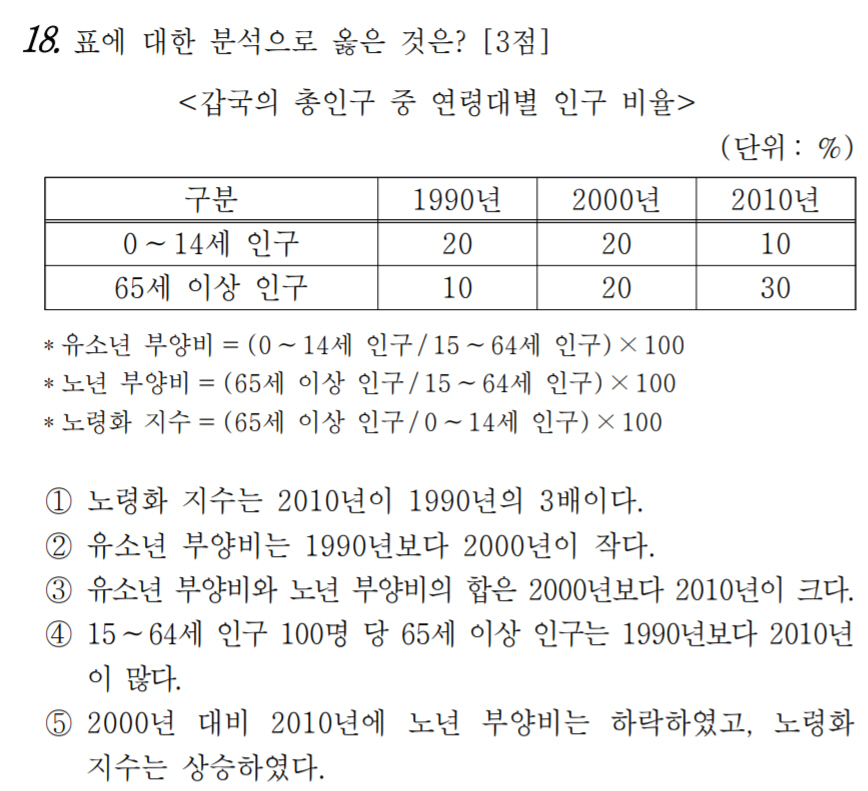 18. 표에 대한 분석으로 옳은 것은? [3점]
<갑국의 총인구 중 연령대별 인구 비율>
(단위 : %)
구분 1990년 2000년 2010년
0～14세 인구 20 20 10
65세 이상 인구 10 20 30
* 유소년 부양비 = (0～14세 인구/15～64세 인구)×100
* 노년 부양비 = (65세 이상 인구/15～64세 인구)×100
* 노령화 지수 = (65세 이상 인구/0～14세 인구)×100
① 노령화 지수는 2010년이 1990년의 3배이다.
② 유소년 부양비는 1990년보다 2000년이 작다.
③ 유소년 부양비와 노년 부양비의 합은 2000년보다 2010년이 크다.
④ 15～64세 인구 100명 당 65세 이상 인구는 1990년보다 2010년
이 많다.
⑤ 2000년 대비 2010년에 노년 부양비는 하락하였고, 노령화
지수는 상승하였다.